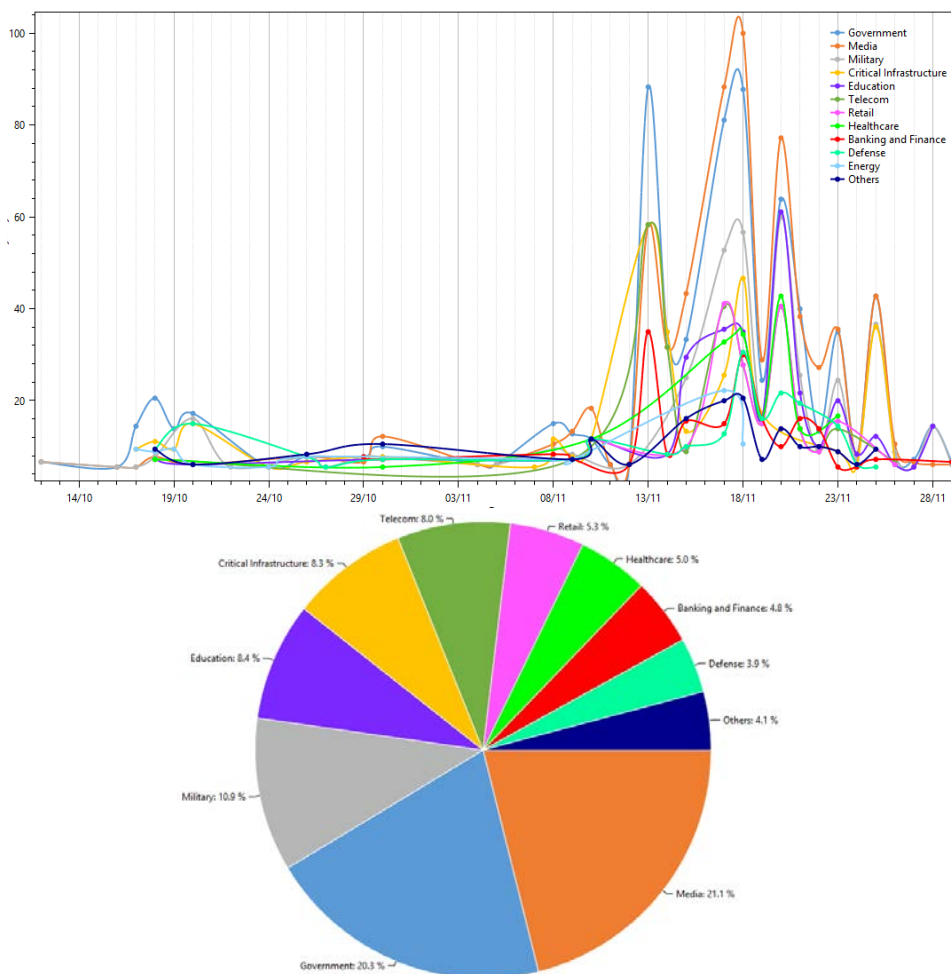 100
80
60
40
20
Government
Media
Military
Critical Infrastructure
Education
Telecom
Retail
Healthcare
Banking and Finance
Defense
Energy
Others
14/10 19/10 24/10 29/10 03/11 08/11 13/11 18/11 23/11 28/11
Telecom: 8.0 %
Retail: 5.3 %
Critical Infrastructure: 8.3 %
Healthcare: 5.0 %
Banking and Finance: 4.8 %
Education: 8.4 %
Defense: 3.9 %
Others: 4.1 %
Military: 10.9 %
Media: 21.1 %
Government: 20.3 %